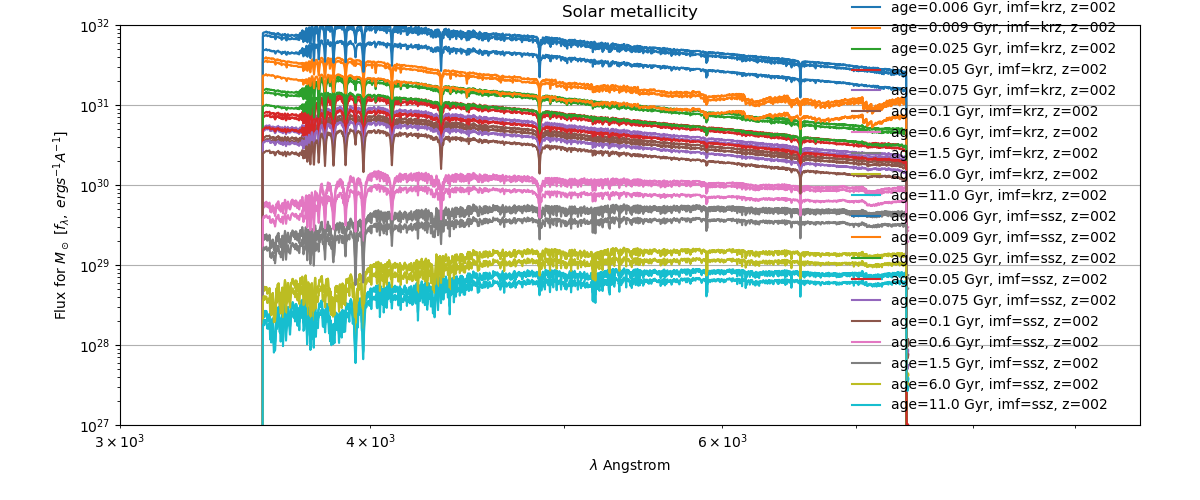 Solar metallicity
10^32
10^31
10^30
10^29
10^28
10^27
Flux for M_⊙ [f_λ, ergs^−1 A^−1]
3 × 10^3
4 × 10^3
6 × 10^3
λ Angstrom
age=0.006 Gyr, imf=krz, z=002
age=0.009 Gyr, imf=krz, z=002
age=0.025 Gyr, imf=krz, z=002
age=0.05 Gyr, imf=krz, z=002
age=0.075 Gyr, imf=krz, z=002
age=0.1 Gyr, imf=krz, z=002
age=0.6 Gyr, imf=krz, z=002
age=1.5 Gyr, imf=krz, z=002
age=6.0 Gyr, imf=krz, z=002
age=11.0 Gyr, imf=krz, z=002
age=0.006 Gyr, imf=ssz, z=002
age=0.009 Gyr, imf=ssz, z=002
age=0.025 Gyr, imf=ssz, z=002
age=0.05 Gyr, imf=ssz, z=002
age=0.075 Gyr, imf=ssz, z=002
age=0.1 Gyr, imf=ssz, z=002
age=0.6 Gyr, imf=ssz, z=002
age=1.5 Gyr, imf=ssz, z=002
age=6.0 Gyr, imf=ssz, z=002
age=11.0 Gyr, imf=ssz, z=002